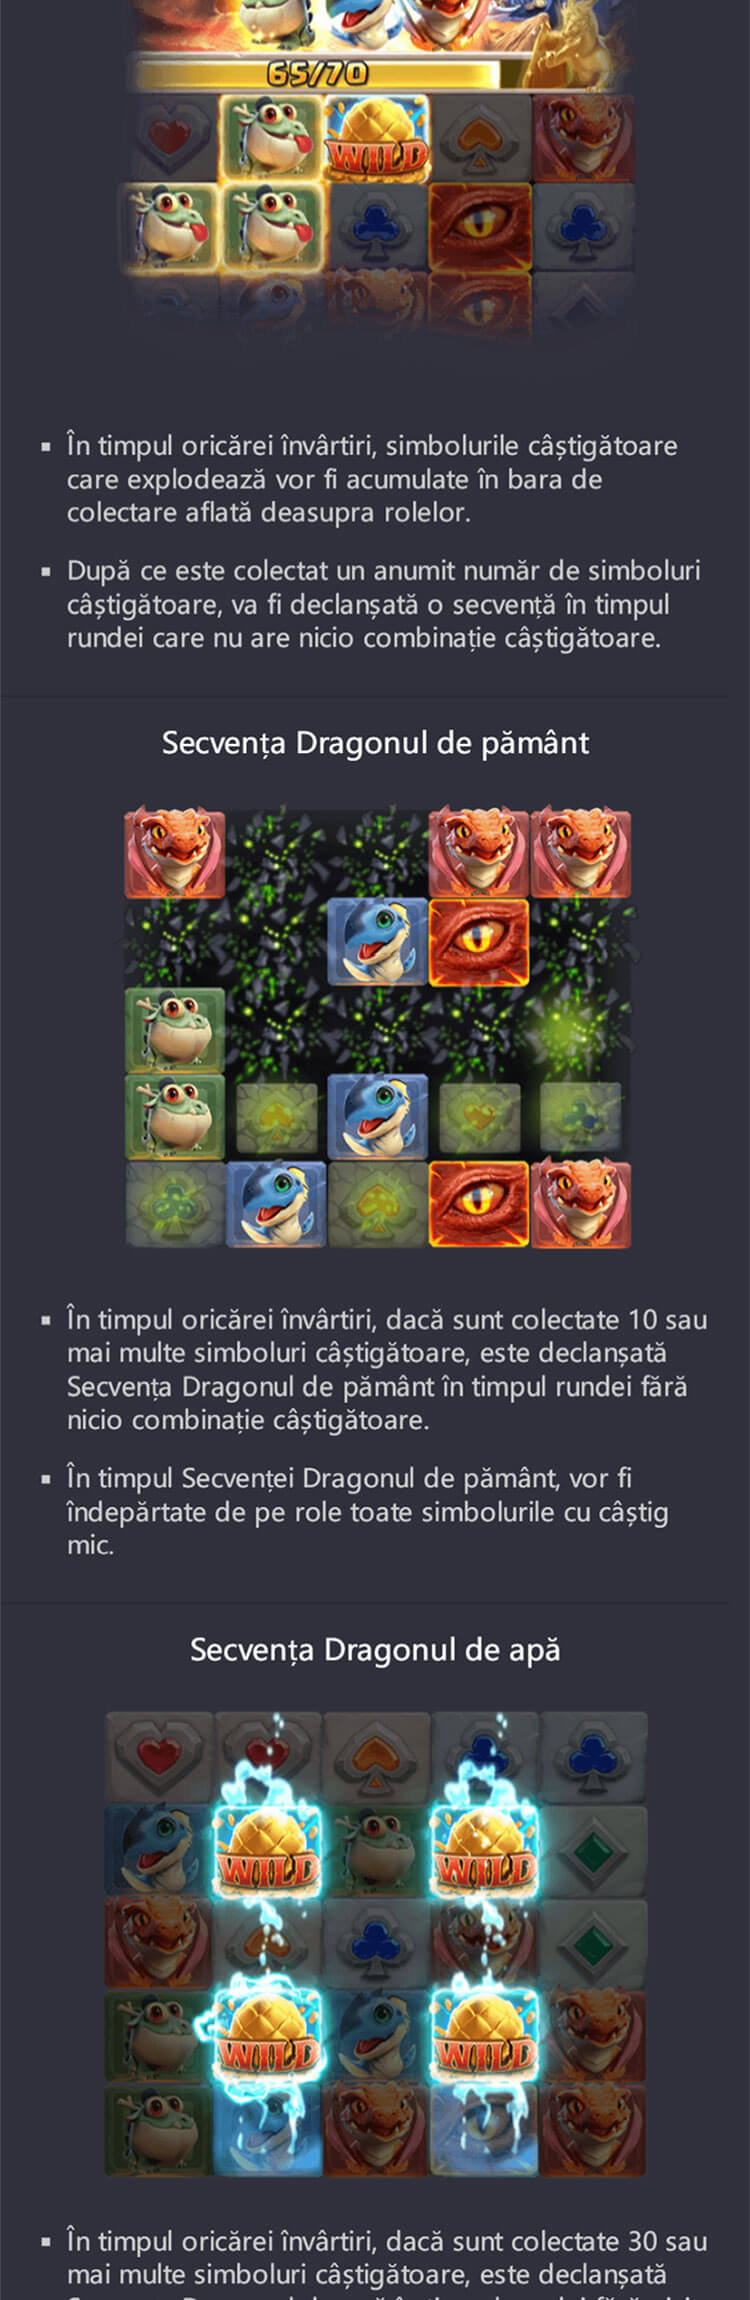 65/70
WILD
În timpul oricărei învârtiri, simbolurile câștigătoare
care explodează vor fi acumulate în bara de
colectare aflată deasupra rolelor.
După ce este colectat un anumit număr de simboluri
câștigătoare, va fi declanșată o secvență în timpul
rundei care nu are nicio combinație câștigătoare.
Secvența Dragonul de pământ
În timpul oricărei învârtiri, dacă sunt colectate 10 sau
mai multe simboluri câștigătoare, este declanșată
Secvența Dragonul de pământ în timpul rundei fără
nicio combinație câștigătoare.
În timpul Secvenței Dragonul de pământ, vor fi
îndepărtate de pe role toate simbolurile cu câștig
mic.
Secvența Dragonul de apă
WILD WILD
WILD WILD
În timpul oricărei învârtiri, dacă sunt colectate 30 sau
mai multe simboluri câștigătoare, este declanșată